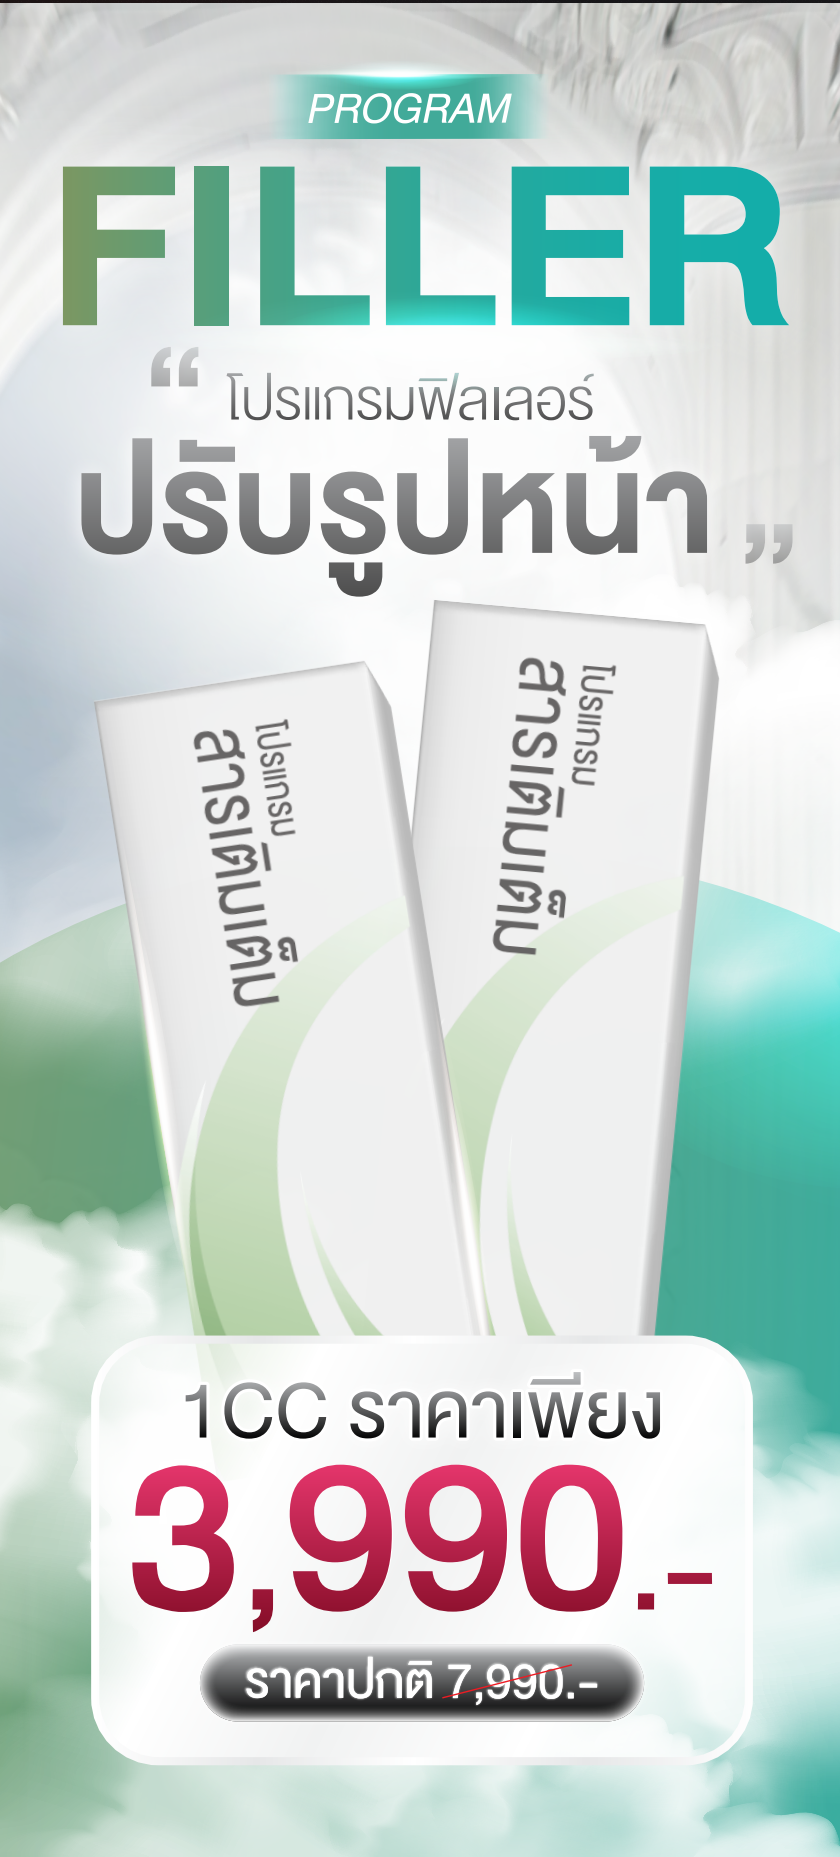 PROGRAM
FILLER
“ โปรแกรมฟิลเลอร์
ปรับรูปหน้า ”
โปรแกรม
สารเติมเต็ม
โปรแกรม
สารเติมเต็ม
1CC ราคาเพียง
3,990.-
ราคาปกติ 7,990.-